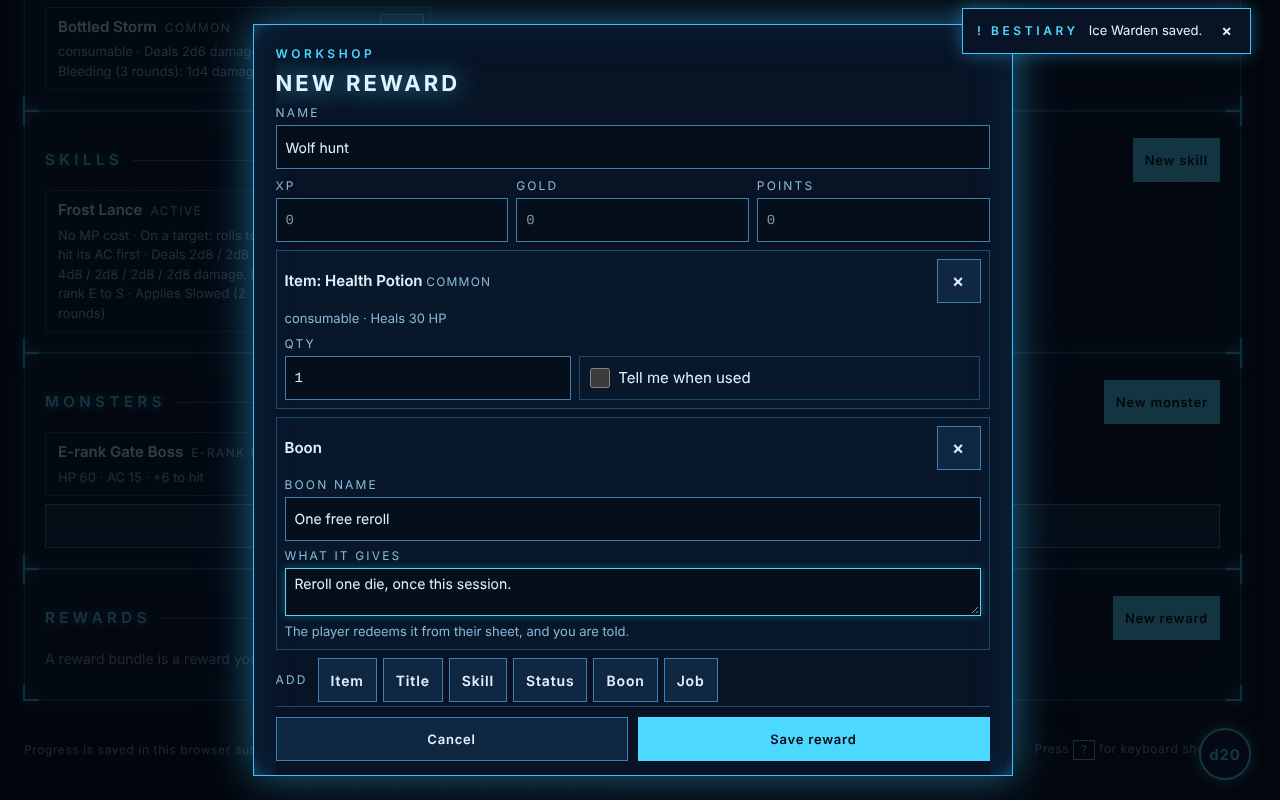 Bottled Storm COMMON
consumable · Deals 2d6 damag
Bleeding (3 rounds): 1d4 damag
! BESTIARY Ice Warden saved. ×
WORKSHOP
NEW REWARD
NAME
Wolf hunt
XP GOLD POINTS
0 0 0
Item: Health Potion COMMON ×
consumable · Heals 30 HP
QTY
1 Tell me when used
Boon ×
BOON NAME
One free reroll
WHAT IT GIVES
Reroll one die, once this session.
The player redeems it from their sheet, and you are told.
ADD Item Title Skill Status Boon Job
Cancel Save reward
SKILLS New skill
Frost Lance ACTIVE
No MP cost · On a target: rolls to
hit its AC first · Deals 2d8 / 2d8
4d8 / 2d8 / 2d8 / 2d8 damage,
rank E to S · Applies Slowed (2
rounds)
MONSTERS New monster
E-rank Gate Boss E-RANK
HP 60 · AC 15 · +6 to hit
REWARDS New reward
A reward bundle is a reward you
Progress is saved in this browser aut
Press ? for keyboard sh
d20